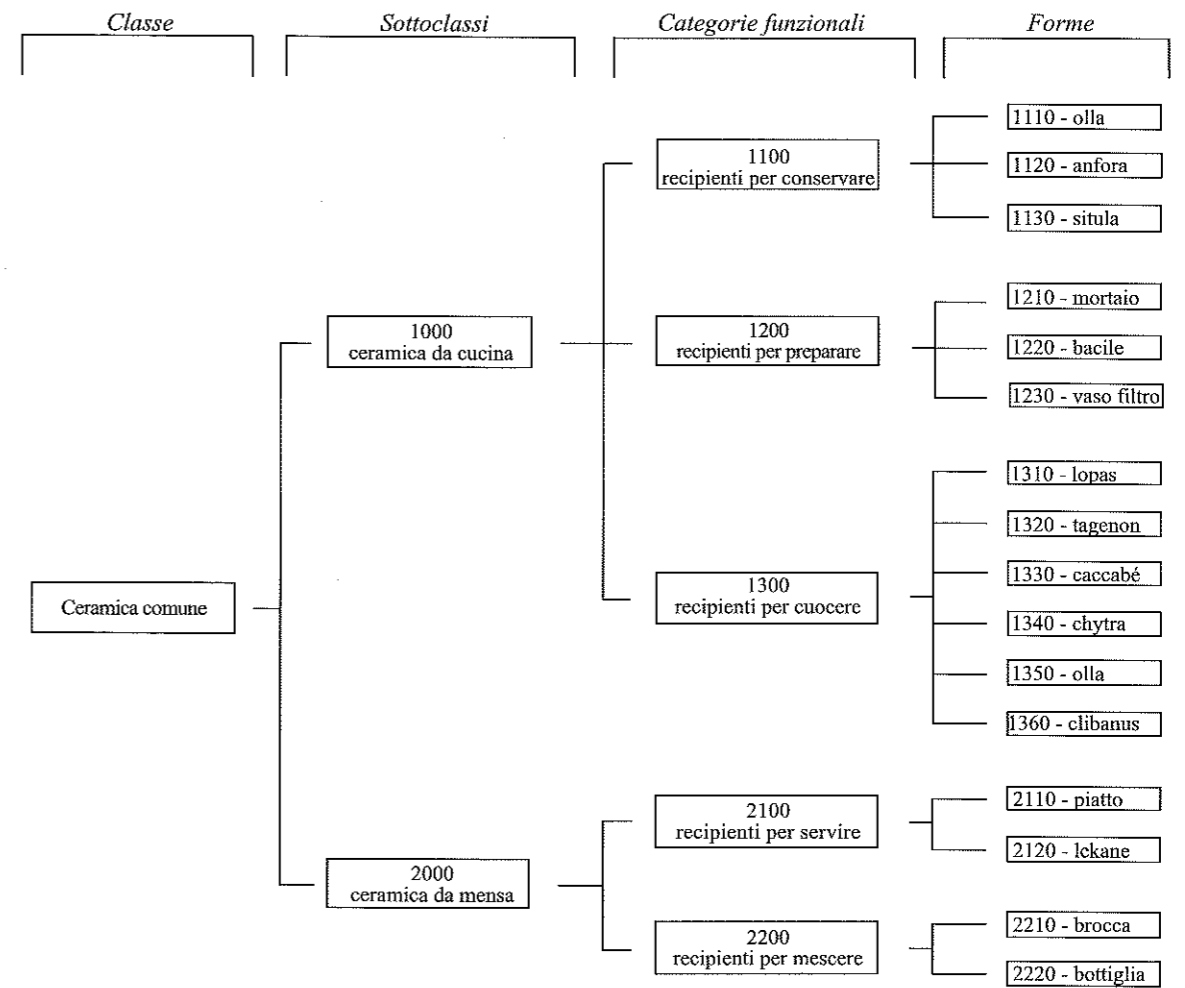 Classe
Sottoclassi
Categorie funzionali
Forme
Ceramica comune
1000
ceramica da cucina
1100
recipienti per conservare
1110 - olla
1120 - anfora
1130 - situla
1200
recipienti per preparare
1210 - mortaio
1220 - bacile
1230 - vaso filtro
1300
recipienti per cuocere
1310 - lopas
1320 - tagenon
1330 - caccabé
1340 - chytra
1350 - olla
1360 - clibanus
2000
ceramica da mensa
2100
recipienti per servire
2110 - piatto
2120 - lekane
2200
recipienti per mescere
2210 - brocca
2220 - bottiglia